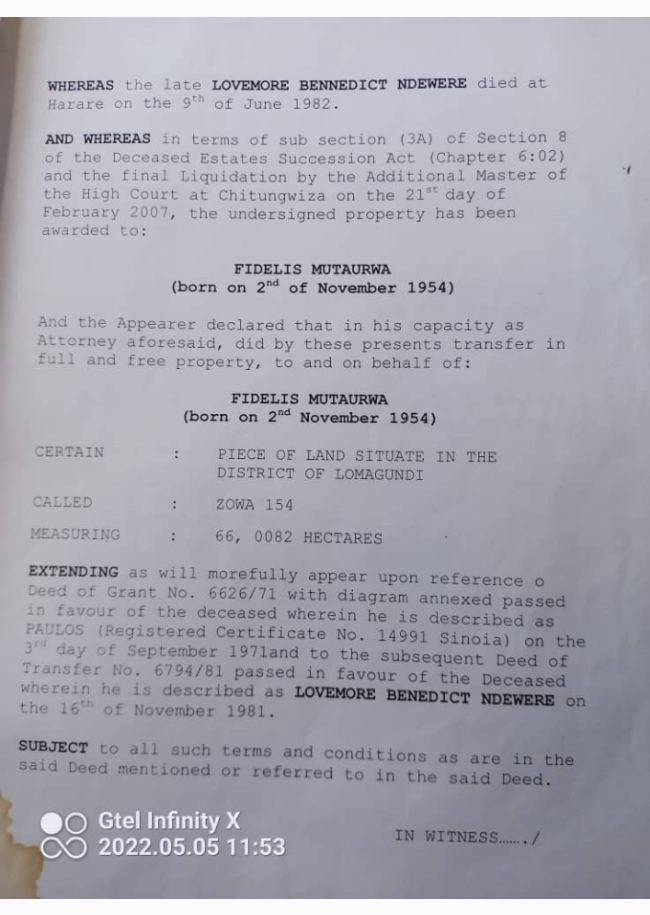 WHEREAS the late LOVEMORE BENNEDICT NDEWERE died at
Harare on the 9th of June 1982.
AND WHEREAS in terms of sub section (3A) of Section 8
of the Deceased Estates Succession Act (Chapter 6:02)
and the final Liquidation by the Additional Master of
the High Court at Chitungwiza on the 21st day of
February 2007, the undersigned property has been
awarded to:
FIDELIS MUTAURWA
(born on 2nd of November 1954)
And the Appearer declared that in his capacity as
Attorney aforesaid, did by these presents transfer in
full and free property, to and on behalf of:
FIDELIS MUTAURWA
(born on 2nd November 1954)
CERTAIN : PIECE OF LAND SITUATE IN THE
DISTRICT OF LOMAGUNDI
CALLED : ZOWA 154
MEASURING : 66, 0082 HECTARES
EXTENDING as will morefully appear upon reference o
Deed of Grant No. 6626/71 with diagram annexed passed
in favour of the deceased wherein he is described as
PAULOS (Registered Certificate No. 14991 Sinoia) on the
3rd day of September 1971and to the subsequent Deed of
Transfer No. 6794/81 passed in favour of the Deceased
wherein he is described as LOVEMORE BENEDICT NDEWERE on
the 16th of November 1981.
SUBJECT to all such terms and conditions as are in the
said Deed mentioned or referred to in the said Deed.
IN WITNESS……./
Gtel Infinity X
2022.05.05 11:53